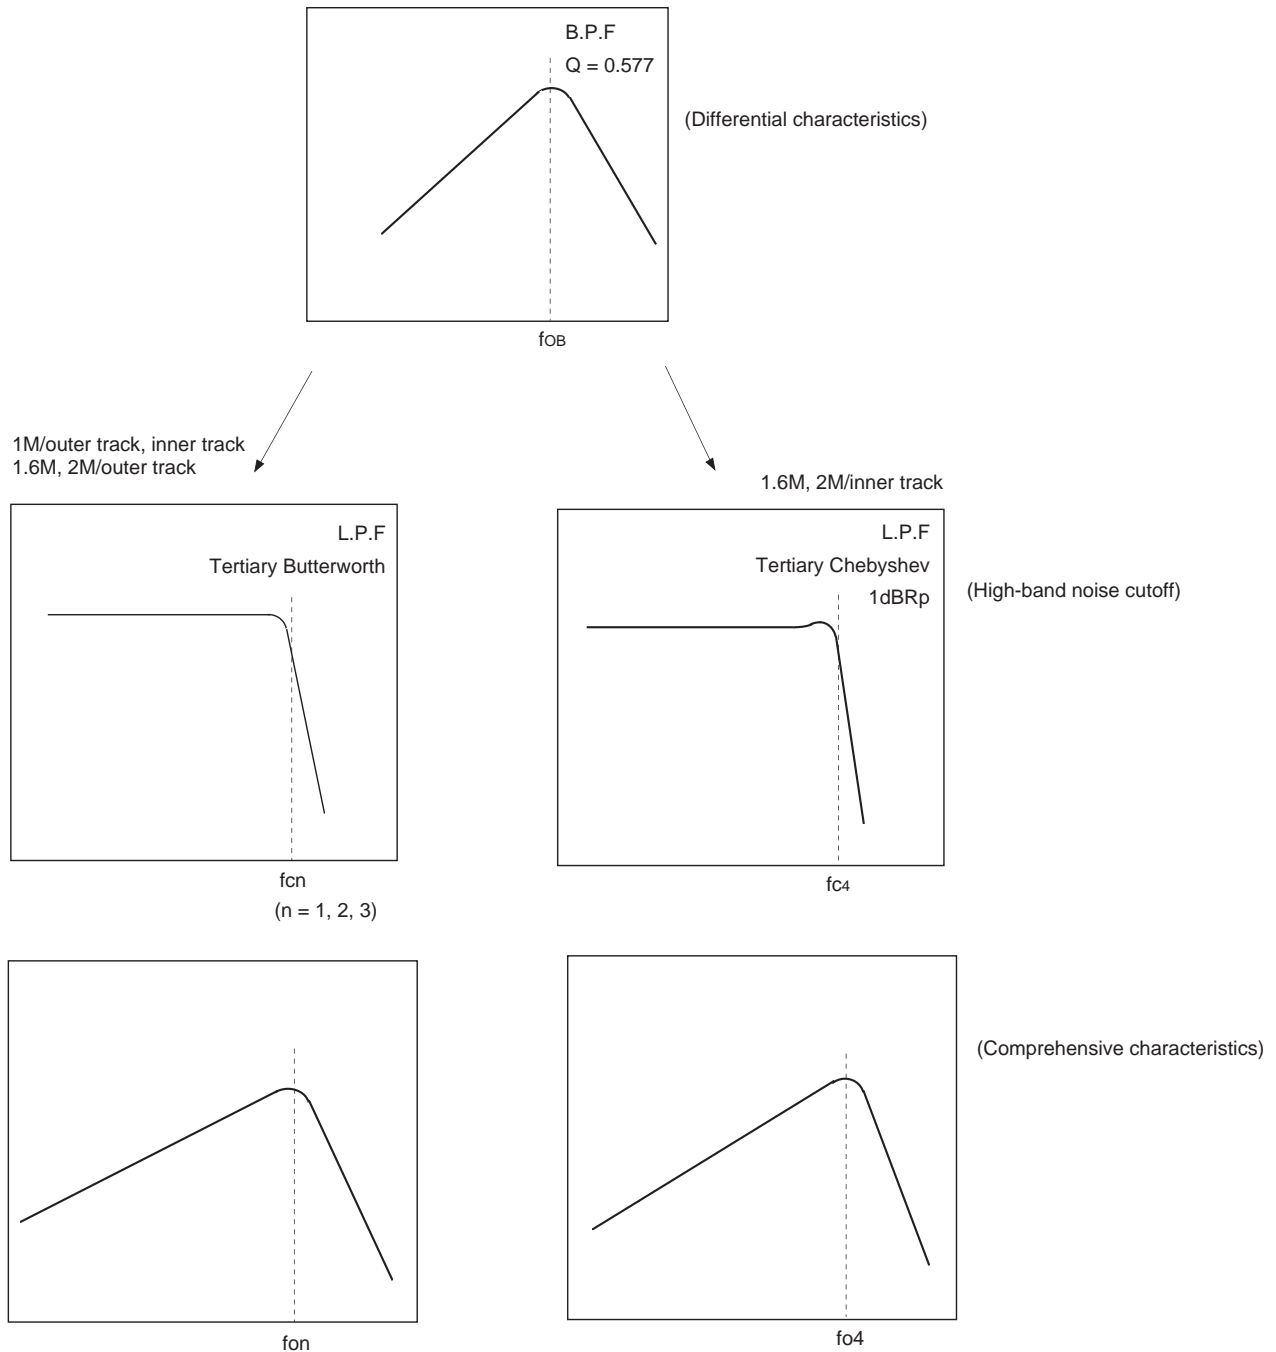 B.P.F
Q = 0.577
(Differential characteristics)
fOB
1M/outer track, inner track
1.6M, 2M/outer track
1.6M, 2M/inner track
L.P.F
Tertiary Butterworth
L.P.F
Tertiary Chebyshev
1dBRp
(High-band noise cutoff)
fcn
(n = 1, 2, 3)
fc4
(Comprehensive characteristics)
fon
fo4